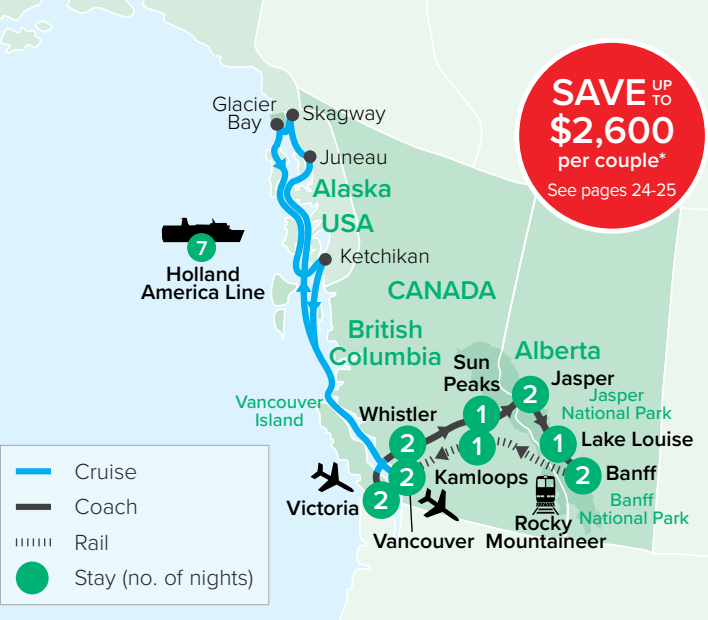 SAVE UP TO
$2,600
per couple*
See pages 24-25
Glacier
Bay
Skagway
Juneau
Alaska
USA
7
Holland
America Line
Ketchikan
CANADA
British
Columbia
Alberta
Sun
Peaks
Jasper
2
Jasper
National Park
Vancouver
Island
Whistler
1
2
1
1
Lake Louise
2
2
Banff
Kamloops
Victoria
2
Banff
National Park
Rocky
Mountaineer
Vancouver
Cruise
Coach
Rail
Stay (no. of nights)